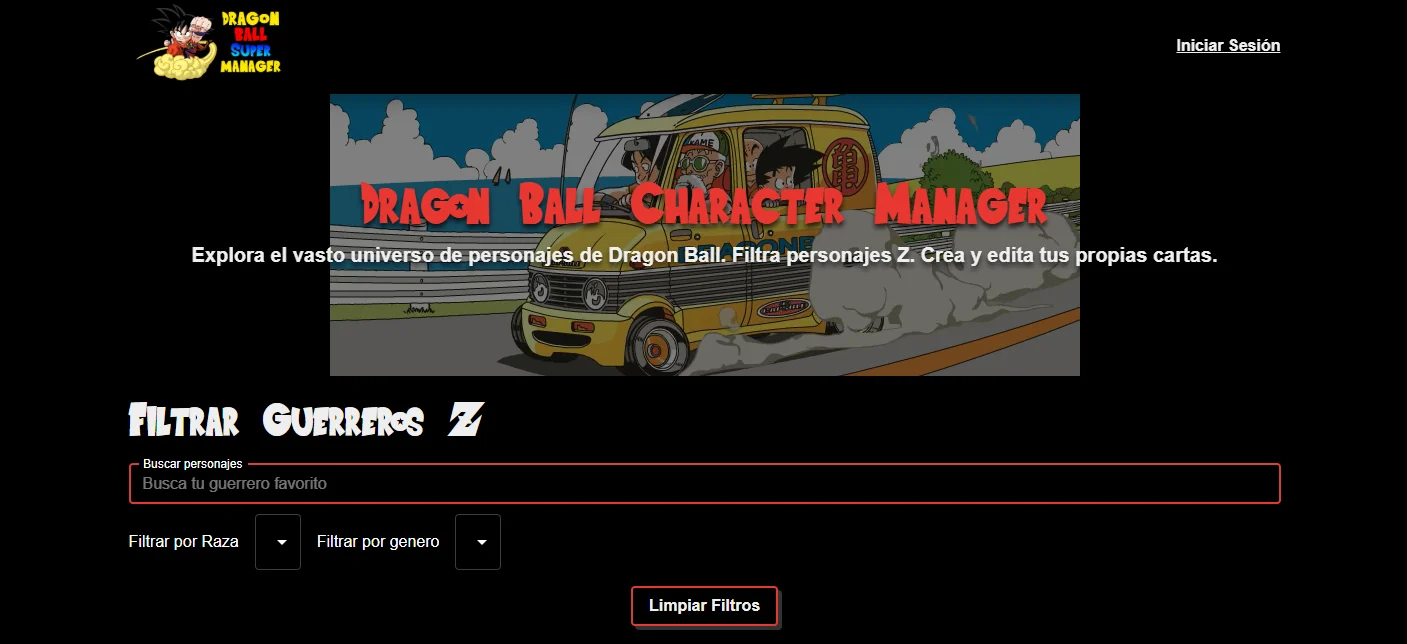 DRAGON
BALL
SUPER
MANAGER
Iniciar Sesión
NAME
亀
DRAGON BALL CHARACTER MANAGER
Explora el vasto universo de personajes de Dragon Ball. Filtra personajes Z. Crea y edita tus propias cartas.
FILTRAR GUERREROS Z
Buscar personajes
Busca tu guerrero favorito
Filtrar por Raza
Filtrar por genero
Limpiar Filtros